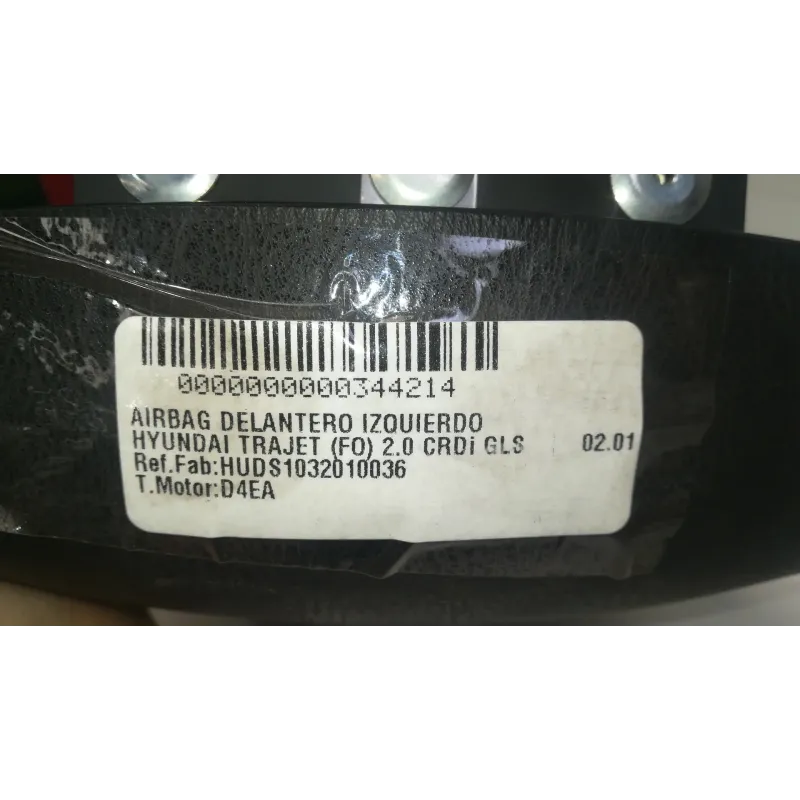 0000000000344214
AIRBAG DELANTERO IZQUIERDO
HYUNDAI TRAJET (FO) 2.0 CRDi GLS 02.01
Ref.Fab:HUDS1032010036
T.Motor:D4EA